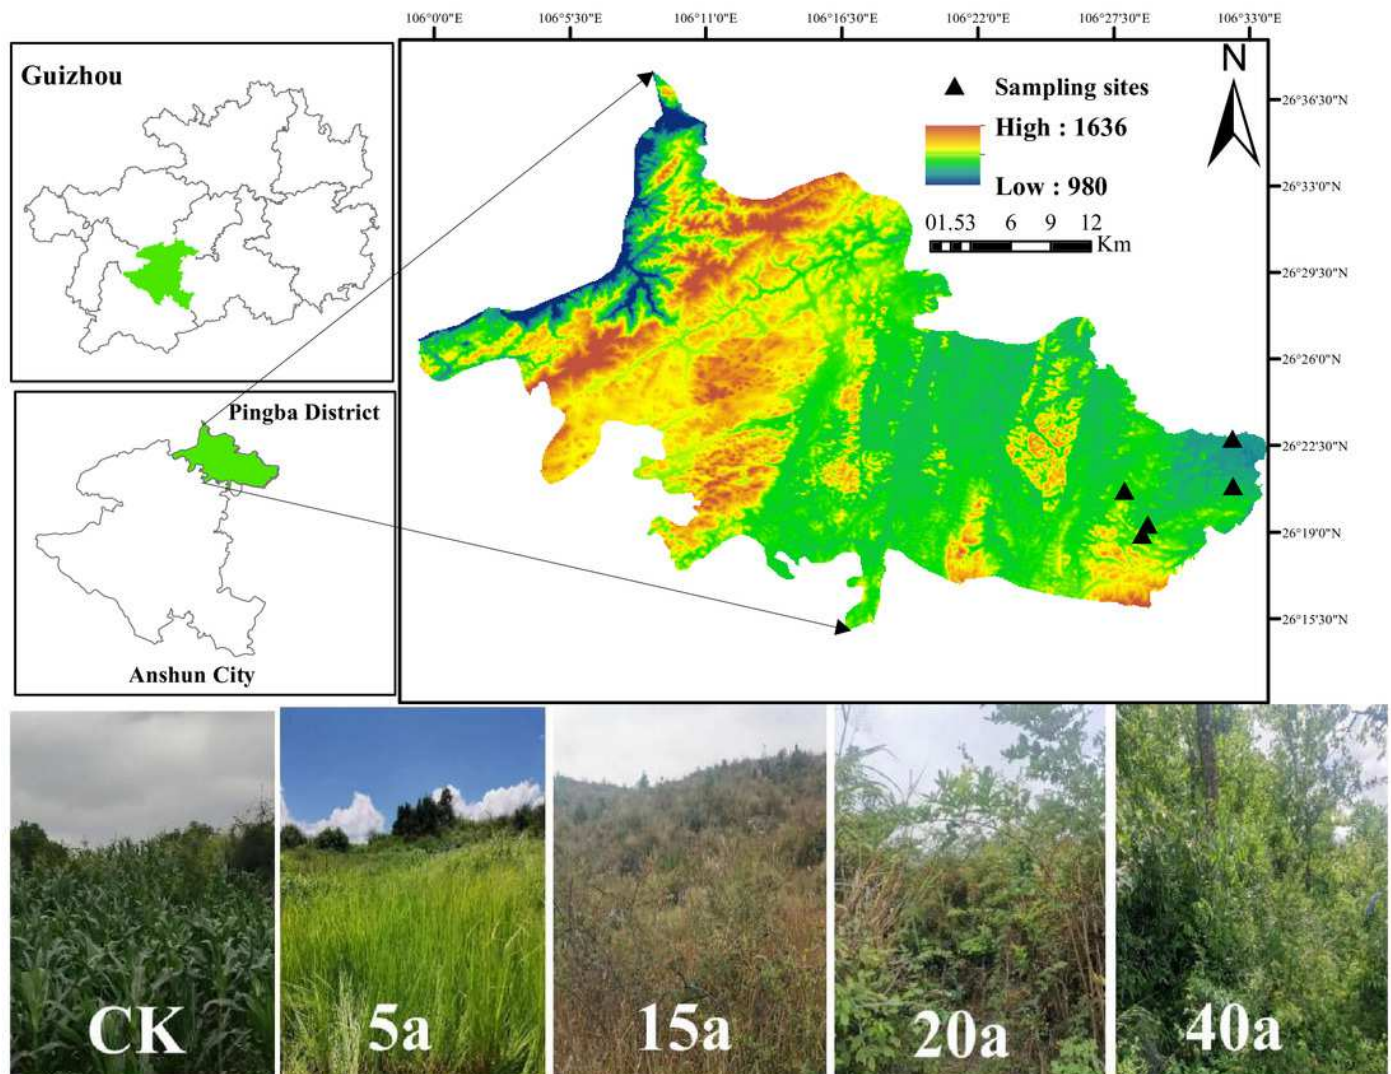 106°0'0"E 106°5'30"E 106°11'0"E 106°16'30"E 106°22'0"E 106°27'30"E 106°33'0"E
Guizhou
N
Sampling sites
High : 1636
Low : 980
01.53 6 9 12
Km
26°36'30"N
26°33'0"N
26°29'30"N
26°26'0"N
26°22'30"N
26°19'0"N
26°15'30"N
Pingba District
Anshun City
CK 5a 15a 20a 40a